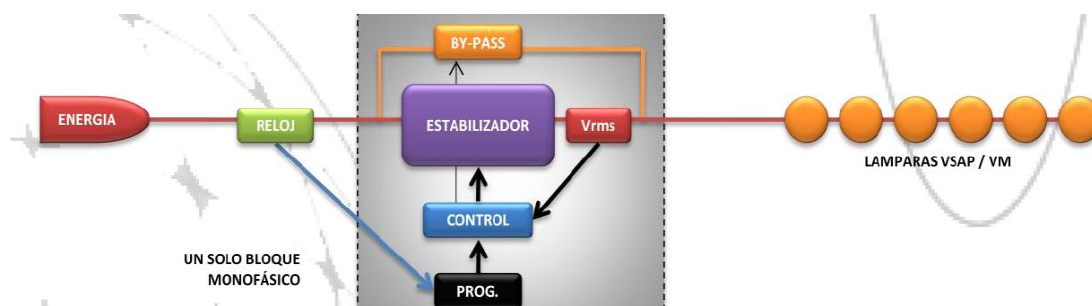 BY-PASS
ENERGIA
RELOJ
ESTABILIZADOR
Vrms
LAMPARAS VSAP / VM
CONTROL
UN SOLO BLOQUE
MONOFÁSICO
PROG.